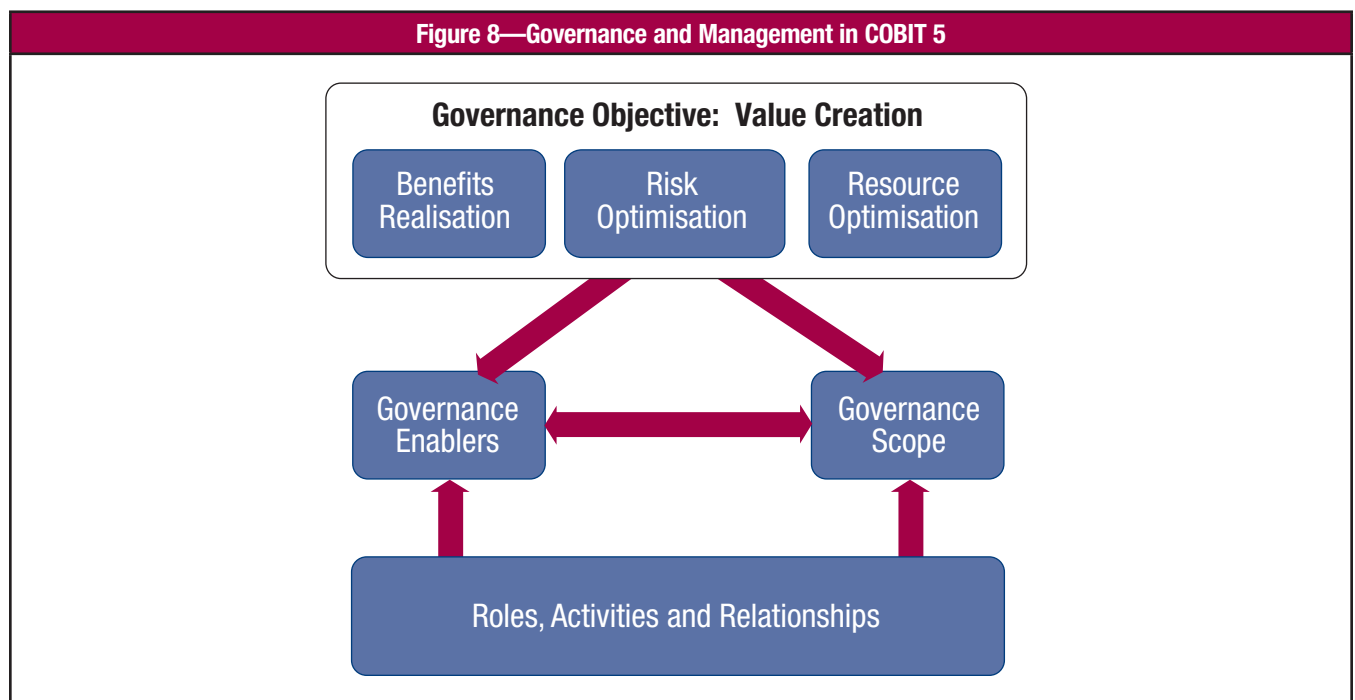 Figure 8—Governance and Management in COBIT 5
Governance Objective: Value Creation
Benefits
Realisation
Risk
Optimisation
Resource
Optimisation
Governance
Enablers
Governance
Scope
Roles, Activities and Relationships